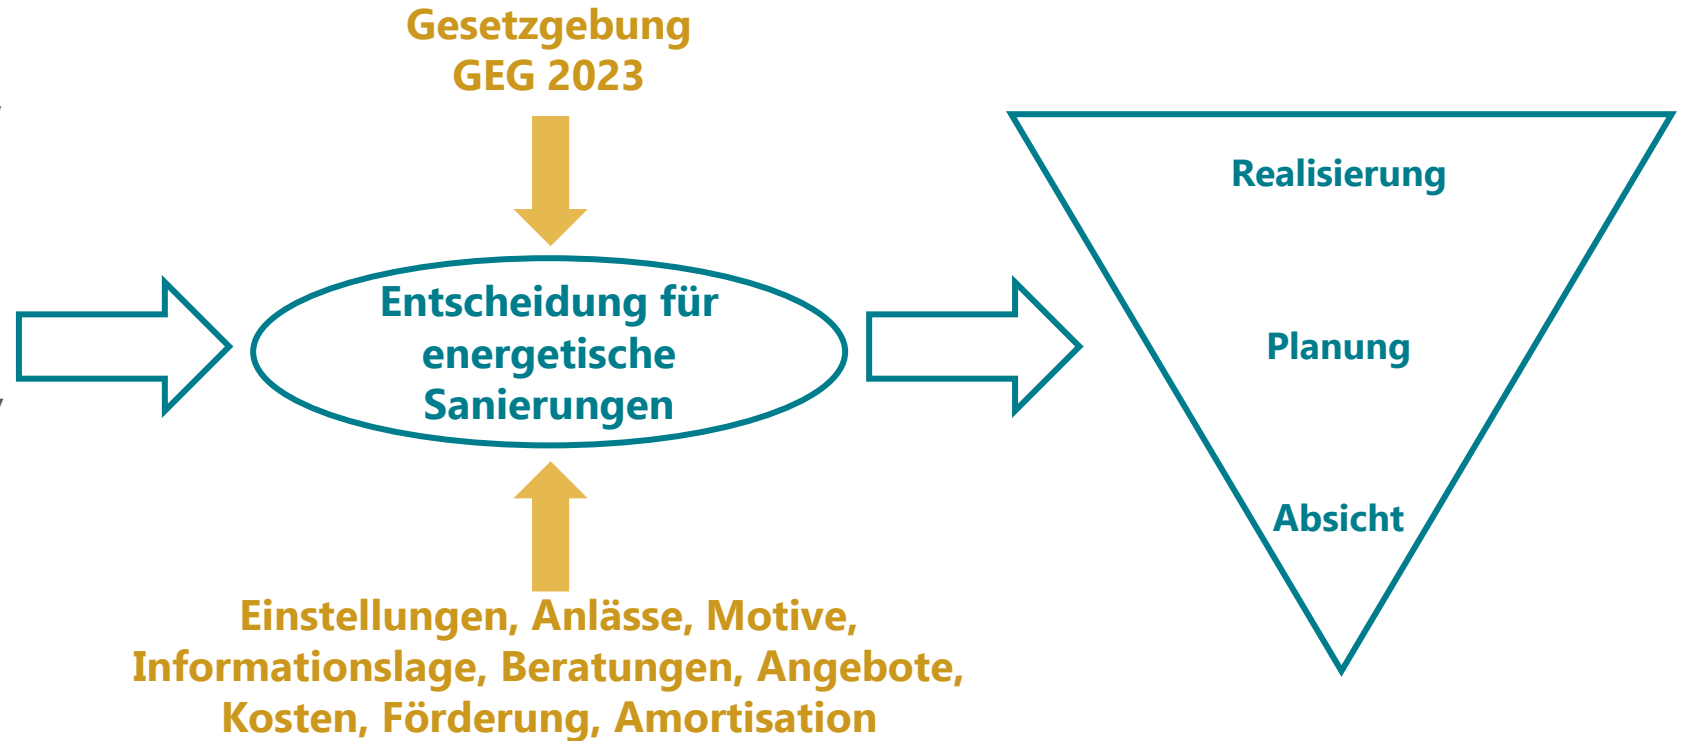 Gesetzgebung
GEG 2023
Entscheidung für
energetische
Sanierungen
Einstellungen, Anlässe, Motive,
Informationslage, Beratungen, Angebote,
Kosten, Förderung, Amortisation
Realisierung
Planung
Absicht